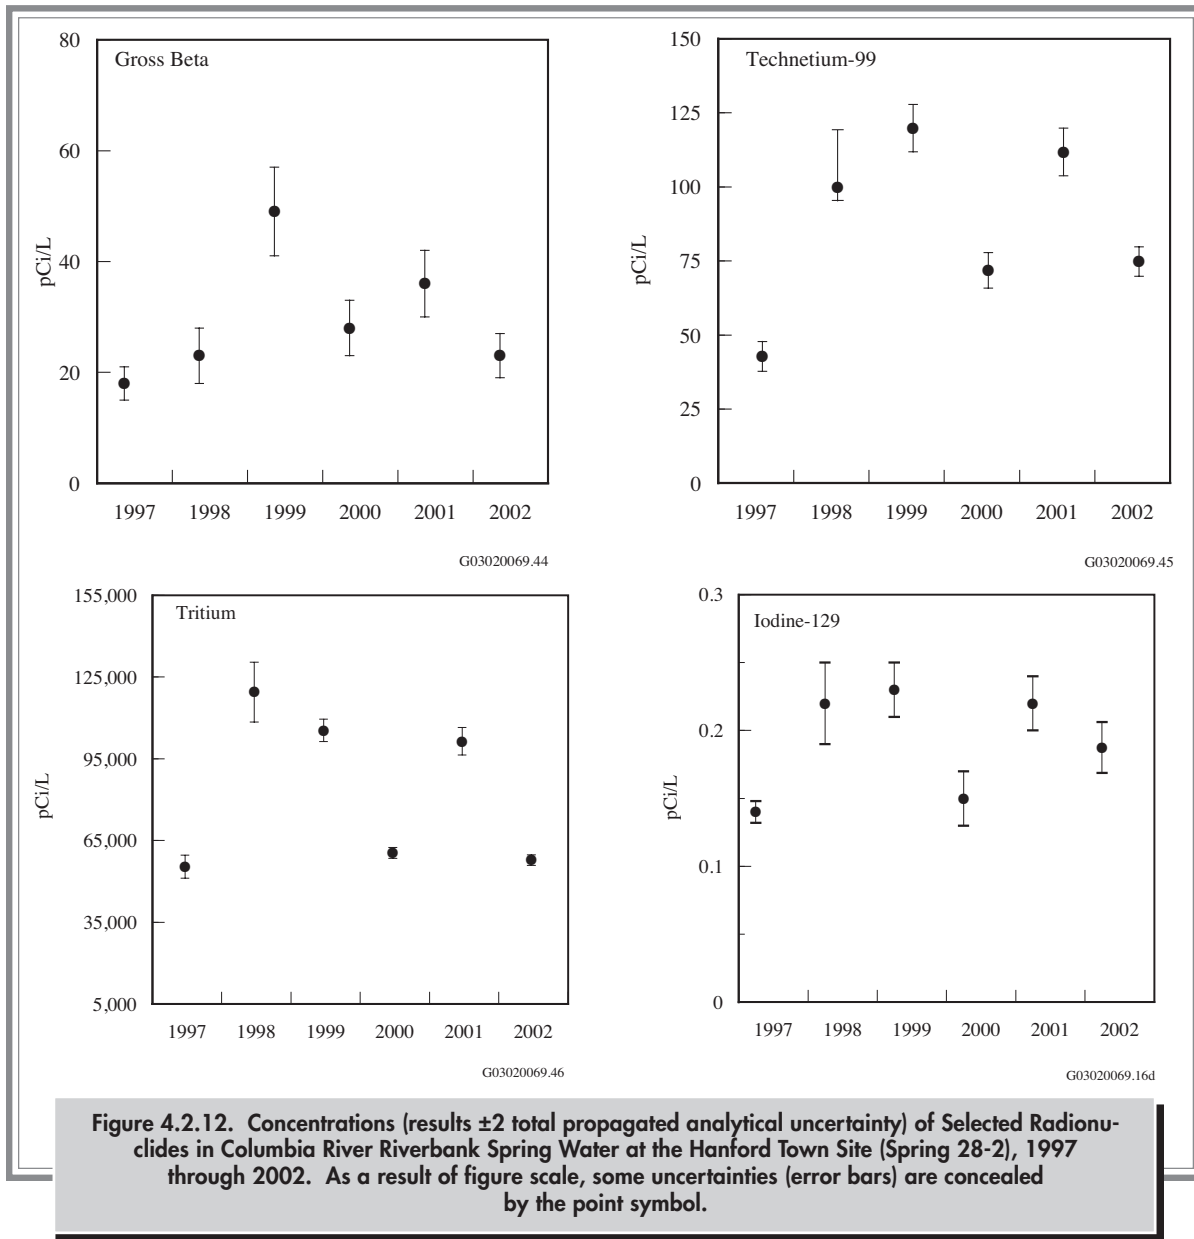 Gross Beta
80
60
40
20
0
pCi/L
1997 1998 1999 2000 2001 2002
G03020069.44
Technetium-99
150
125
100
75
50
25
0
pCi/L
1997 1998 1999 2000 2001 2002
G03020069.45
Tritium
155,000
125,000
95,000
65,000
35,000
5,000
pCi/L
1997 1998 1999 2000 2001 2002
G03020069.46
Iodine-129
0.3
0.2
0.1
0
pCi/L
1997 1998 1999 2000 2001 2002
G03020069.16d
Figure 4.2.12. Concentrations (results ±2 total propagated analytical uncertainty) of Selected Radionu-
clides in Columbia River Riverbank Spring Water at the Hanford Town Site (Spring 28-2), 1997
through 2002. As a result of figure scale, some uncertainties (error bars) are concealed
by the point symbol.